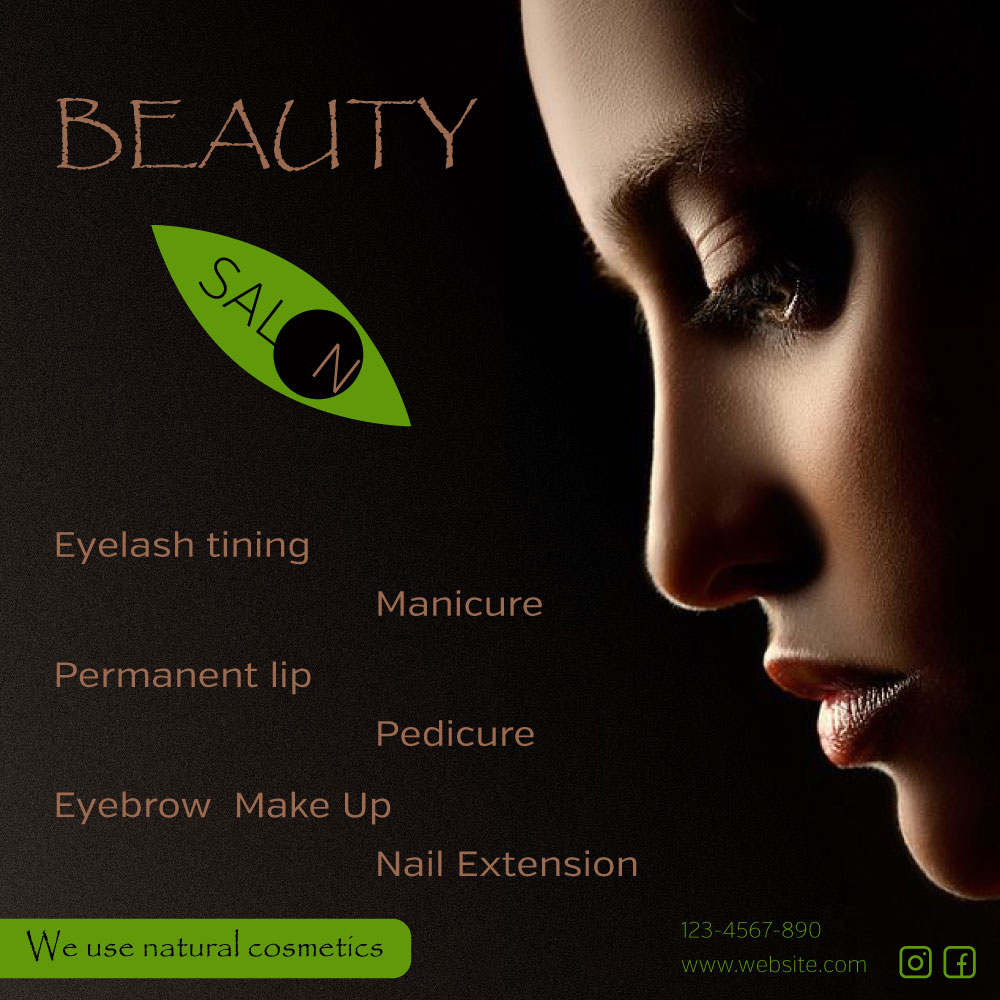 BEAUTY
SALON
Eyelash tining
Manicure
Permanent lip
Pedicure
Eyebrow  Make Up
Nail Extension
We use natural cosmetics
123-4567-890
www.website.com